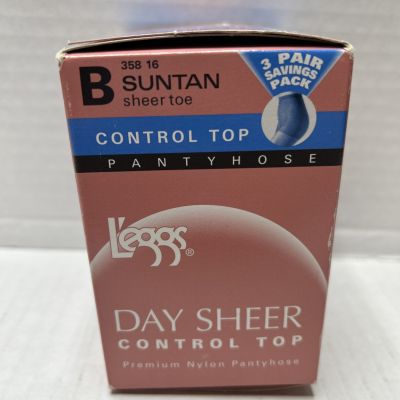 358 16
B SUNTAN
sheer toe
3 PAIR
SAVINGS
PACK
CONTROL TOP
PANTYHOSE
L'eggs®
DAY SHEER
CONTROL TOP
Premium Nylon Pantyhose